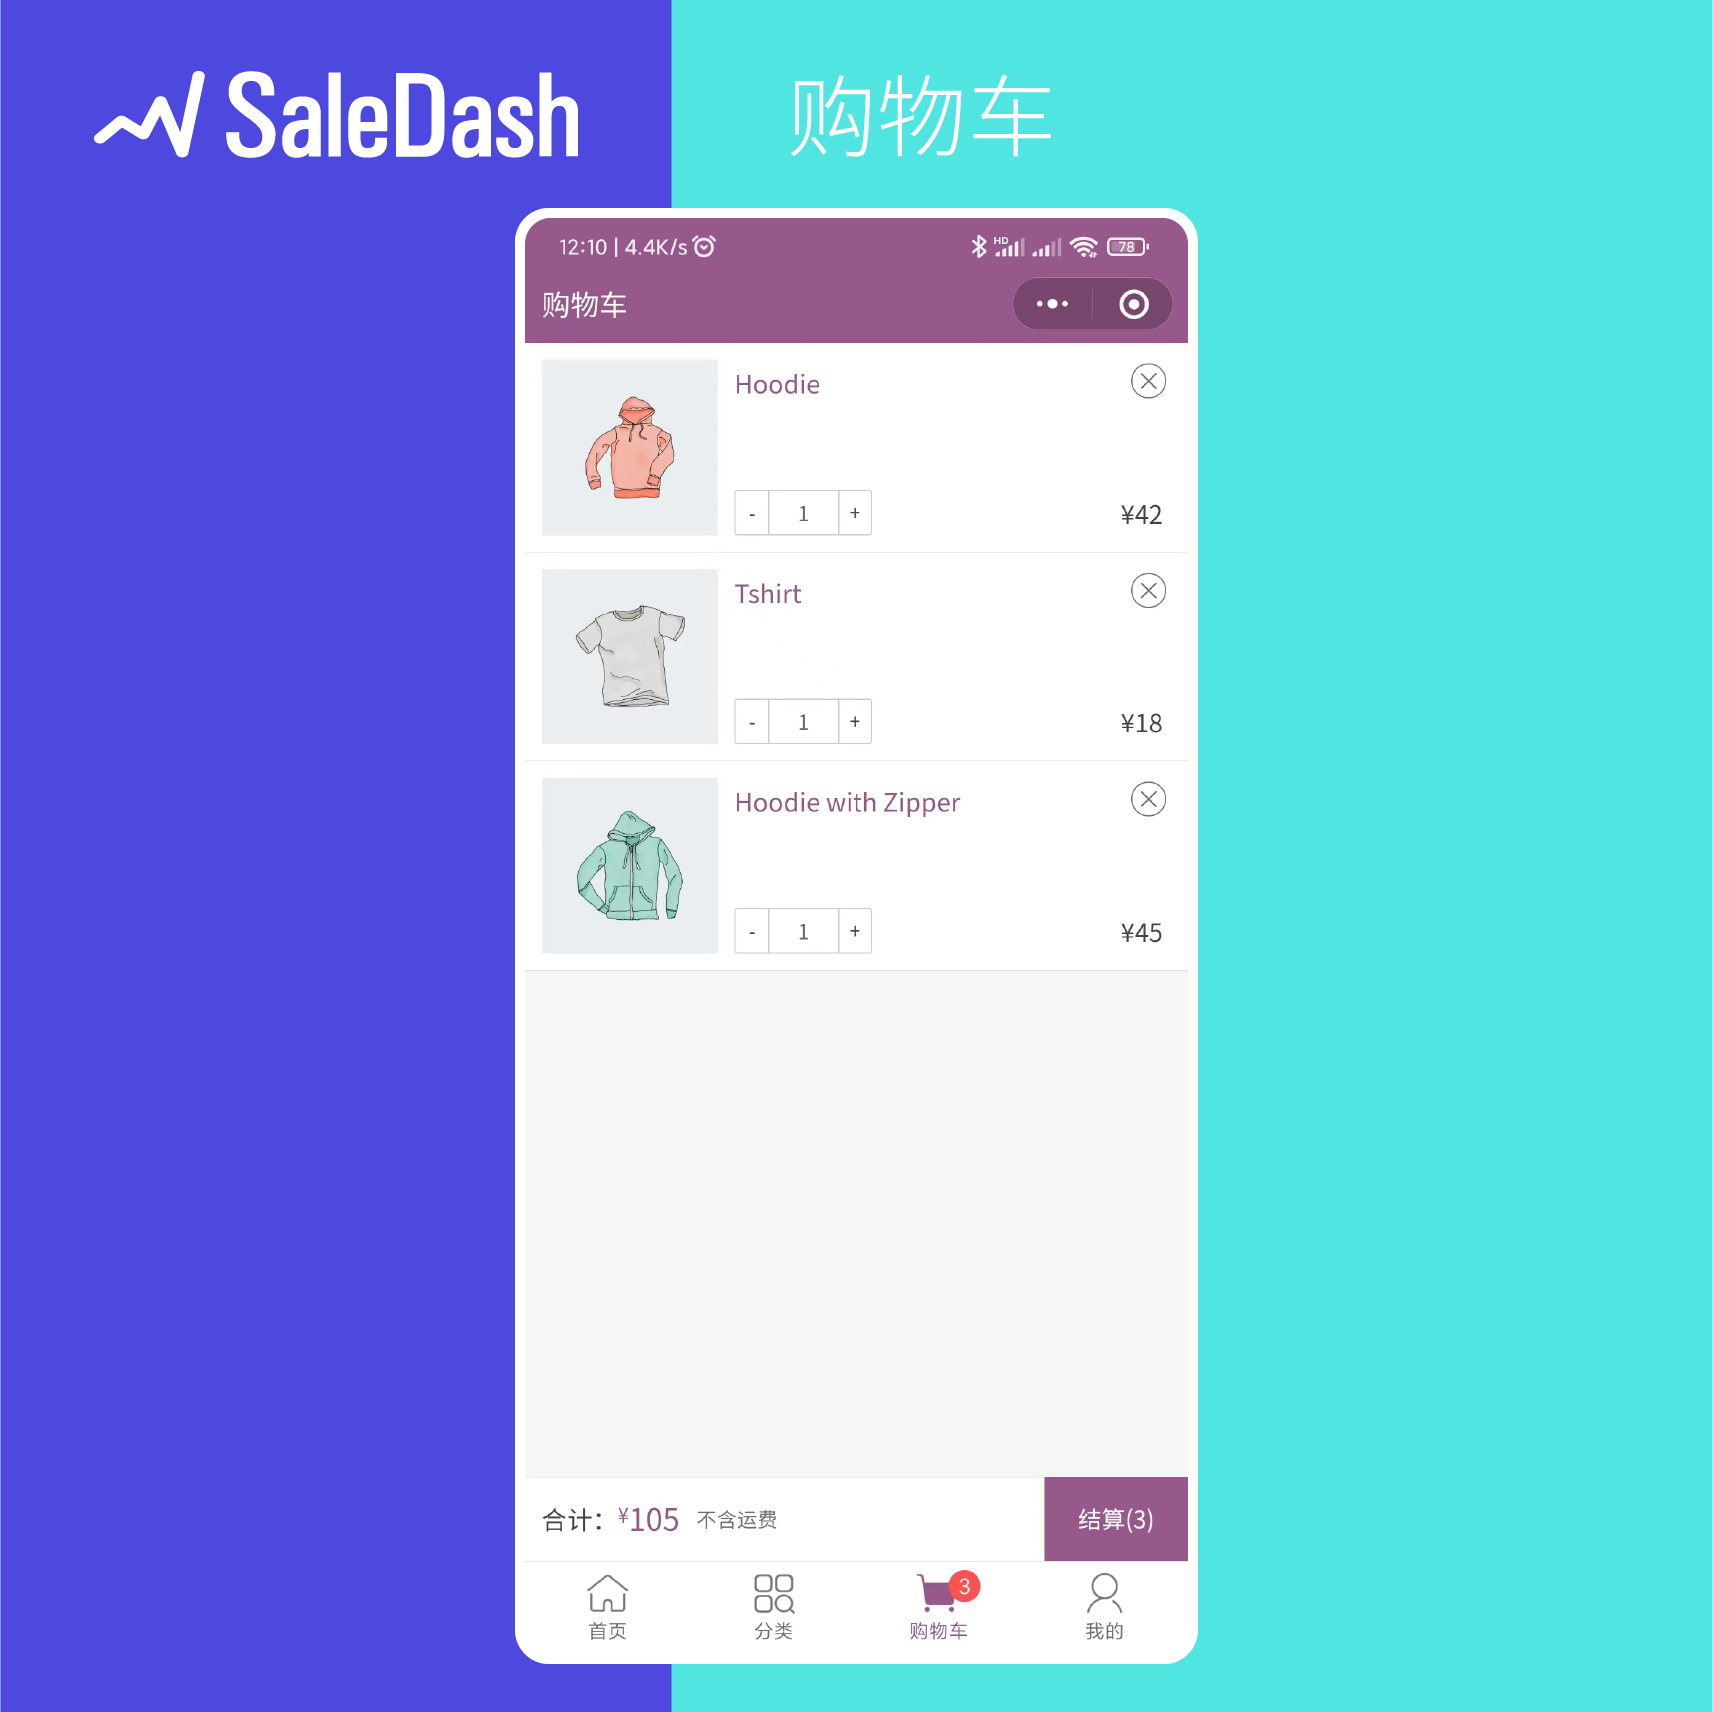 SaleDash
购物车
12:10 | 4.4K/s
HD
78
购物车
Hoodie
- 1 +
¥42
Tshirt
- 1 +
¥18
Hoodie with Zipper
- 1 +
¥45
合计：¥105 不含运费
结算(3)
3
首页 分类 购物车 我的